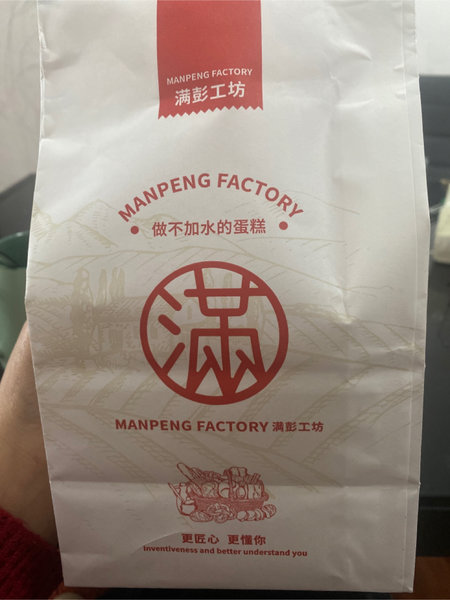 MANPENG FACTORY
满彭工坊
MANPENG FACTORY
做不加水的蛋糕
滿
MANPENG FACTORY 满彭工坊
更匠心 更懂你
Inventiveness and better understand you